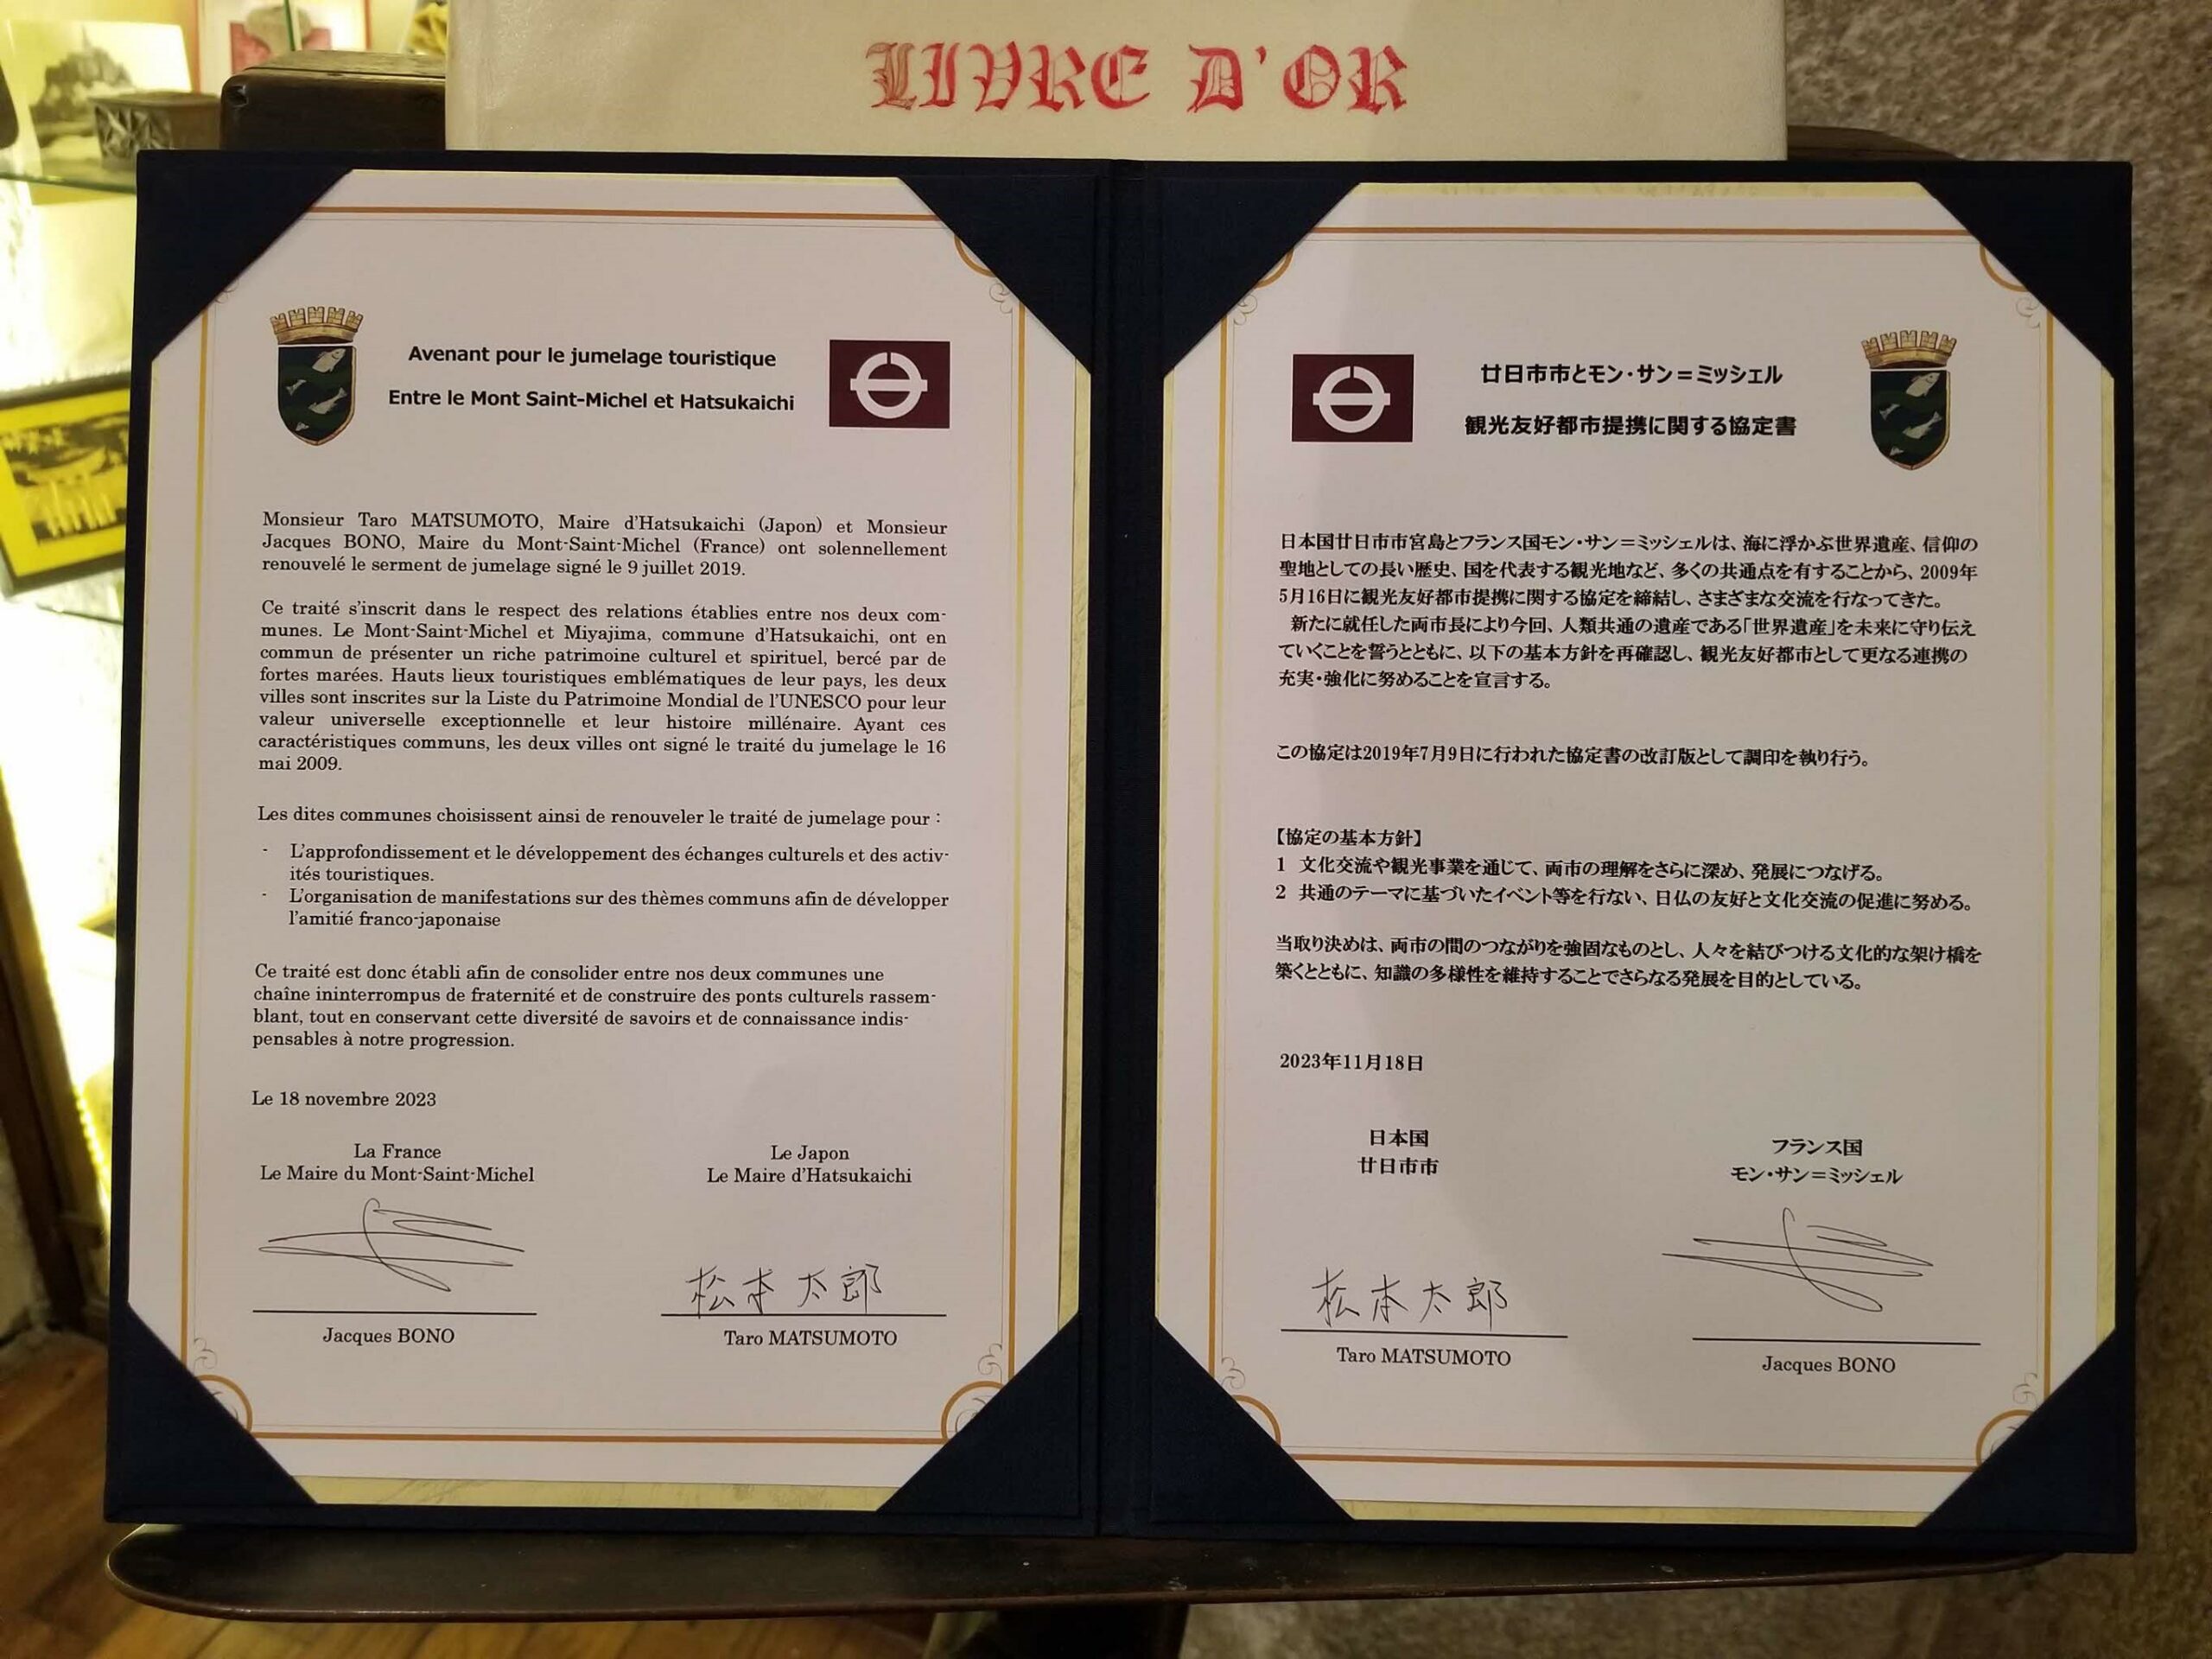 LIVRE D'OR
Avenant pour le jumelage touristique
Entre le Mont Saint-Michel et Hatsukaichi
Monsieur Taro MATSUMOTO, Maire d'Hatsukaichi (Japon) et Monsieur
Jacques BONO, Maire du Mont-Saint-Michel (France) ont solennellement
renouvelé le serment de jumelage signé le 9 juillet 2019.
Ce traité s'inscrit dans le respect des relations établies entre nos deux com-
munes. Le Mont-Saint-Michel et Miyajima, commune d'Hatsukaichi, ont en
commun de présenter un riche patrimoine culturel et spirituel, bercé par de
fortes marées. Hauts lieux touristiques emblématiques de leur pays, les deux
villes sont inscrites sur la Liste du Patrimoine Mondial de l'UNESCO pour leur
valeur universelle exceptionnelle et leur histoire millénaire. Ayant ces
caractéristiques communs, les deux villes ont signé le traité du jumelage le 16
mai 2009.
Les dites communes choisissent ainsi de renouveler le traité de jumelage pour :
- L'approfondissement et le développement des échanges culturels et des activ-
ités touristiques.
- L'organisation de manifestations sur des thèmes communs afin de développer
l'amitié franco-japonaise
Ce traité est donc établi afin de consolider entre nos deux communes une
chaîne ininterrompus de fraternité et de construire des ponts culturels rassem-
blant, tout en conservant cette diversité de savoirs et de connaissance indis-
pensables à notre progression.
Le 18 novembre 2023
La France
Le Maire du Mont-Saint-Michel
Jacques BONO
Le Japon
Le Maire d'Hatsukaichi
松本太郎
Taro MATSUMOTO
廿日市市とモン・サン=ミッシェル
観光友好都市提携に関する協定書
日本国廿日市市宮島とフランス国モン・サン=ミッシェルは、海に浮かぶ世界遺産、信仰の
聖地としての長い歴史、国を代表する観光地など、多くの共通点を有することから、2009年
5月16日に観光友好都市提携に関する協定を締結し、さまざまな交流を行なってきた。
新たに就任した両市長により今回、人類共通の遺産である「世界遺産」を未来に守り伝え
ていくことを誓うとともに、以下の基本方針を再確認し、観光友好都市として更なる連携の
充実・強化に努めることを宣言する。
この協定は2019年7月9日に行われた協定書の改訂版として調印を執り行う。
【協定の基本方針】
1 文化交流や観光事業を通じて、両市の理解をさらに深め、発展につなげる。
2 共通のテーマに基づいたイベント等を行ない、日仏の友好と文化交流の促進に努める。
当取り決めは、両市の間のつながりを強固なものとし、人々を結びつける文化的な架け橋を
築くとともに、知識の多様性を維持することでさらなる発展を目的としている。
2023年11月18日
日本国
廿日市市
松本太郎
Taro MATSUMOTO
フランス国
モン・サン=ミッシェル
Jacques BONO